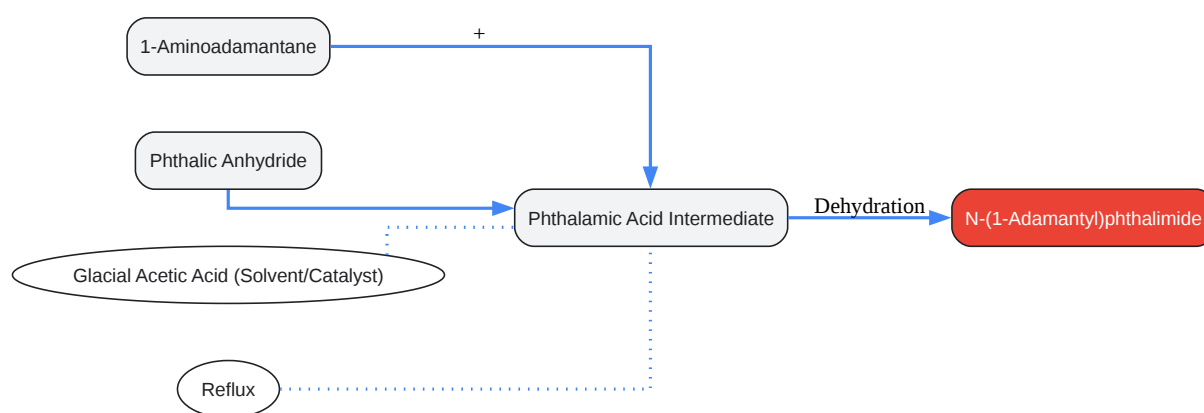 1-Aminoadamantane
+
Phthalic Anhydride
Phthalamic Acid Intermediate
Dehydration
N-(1-Adamantyl)phthalimide
Glacial Acetic Acid (Solvent/Catalyst)
Reflux